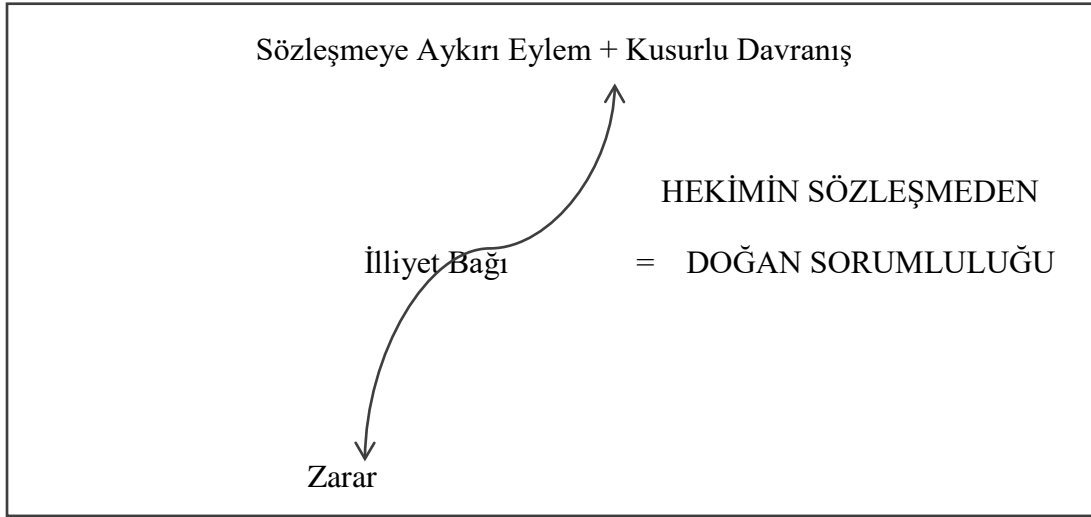 Sözleşmeye Aykırı Eylem + Kusurlu Davranış
HEKİMİN SÖZLEŞMEDEN
İlliyet Bağı = DOĞAN SORUMLULUĞU
Zarar